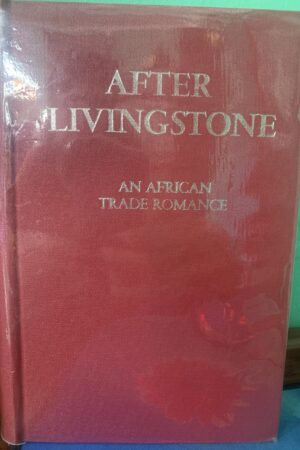 AFTER
LIVINGSTONE
AN AFRICAN
TRADE ROMANCE